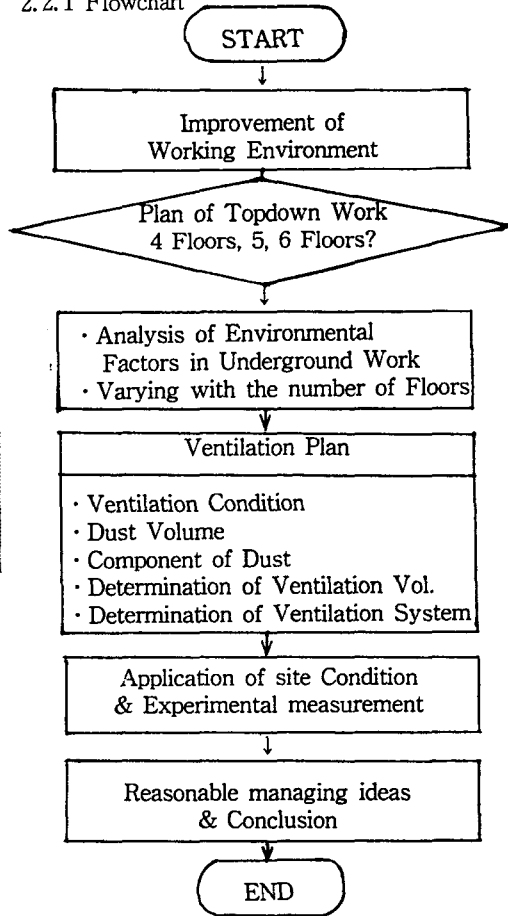 2.2.1 Flowchart
START
Improvement of
Working Environment
Plan of Topdown Work
4 Floors, 5, 6 Floors?
· Analysis of Environmental
Factors in Underground Work
· Varying with the number of Floors
Ventilation Plan
· Ventilation Condition
· Dust Volume
· Component of Dust
· Determination of Ventilation Vol.
· Determination of Ventilation System
Application of site Condition
& Experimental measurement
Reasonable managing ideas
& Conclusion
END